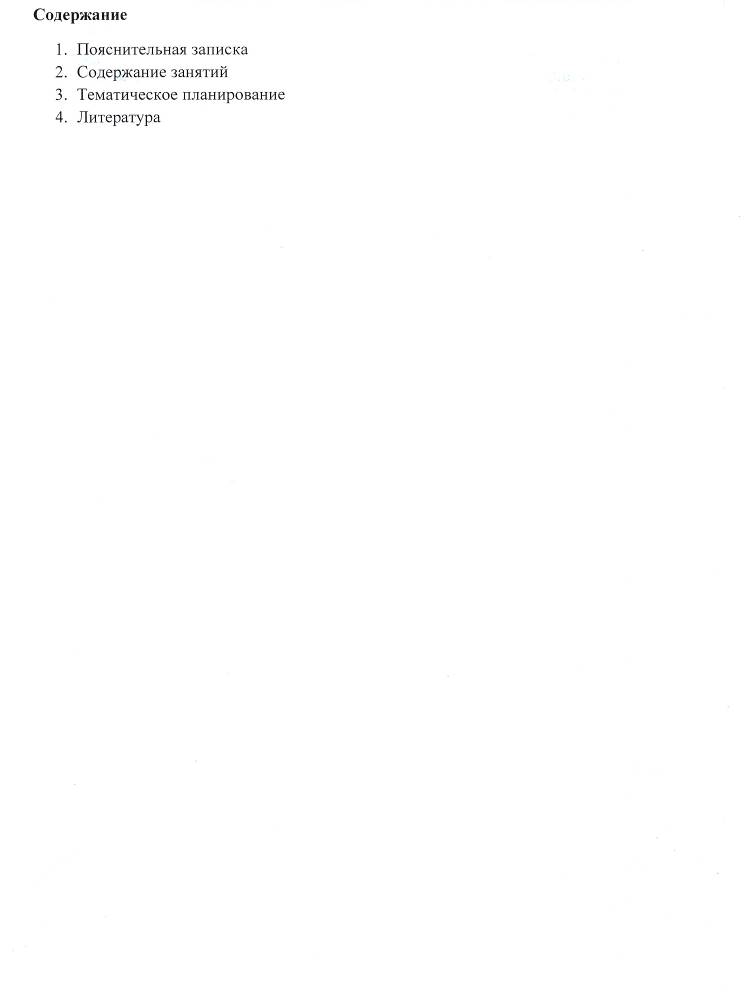 Содержание
1. Пояснительная записка
2. Содержание занятий
3. Тематическое планирование
4. Литература